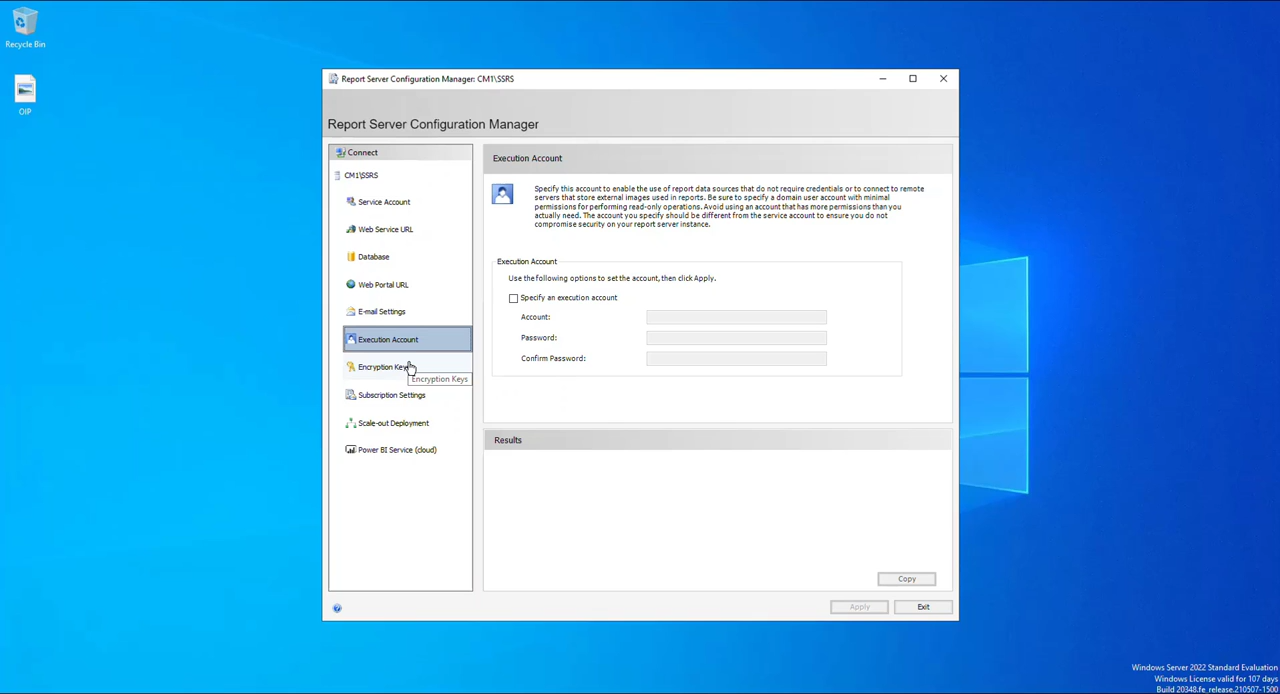 Recycle Bin
OIP
Report Server Configuration Manager: CM1\SSRS
Report Server Configuration Manager
Connect
CM1\SSRS
Service Account
Web Service URL
Database
Web Portal URL
E-mail Settings
Execution Account
Encryption Keys
Encryption Keys
Subscription Settings
Scale-out Deployment
Power BI Service (cloud)
Execution Account
Specify this account to enable the use of report data sources that do not require credentials or to connect to remote
servers that store external images used in reports. Be sure to specify a domain user account with minimal
permissions for performing read-only operations. Avoid using an account that has more permissions than you
actually need. The account you specify should be different from the service account to ensure you do not
compromise security on your report server instance.
Execution Account
Use the following options to set the account, then click Apply.
Specify an execution account
Account:
Password:
Confirm Password:
Results
Copy
Apply
Exit
Windows Server 2022 Standard Evaluation
Windows License valid for 107 days
Build 20348.fe_release.210507-1500